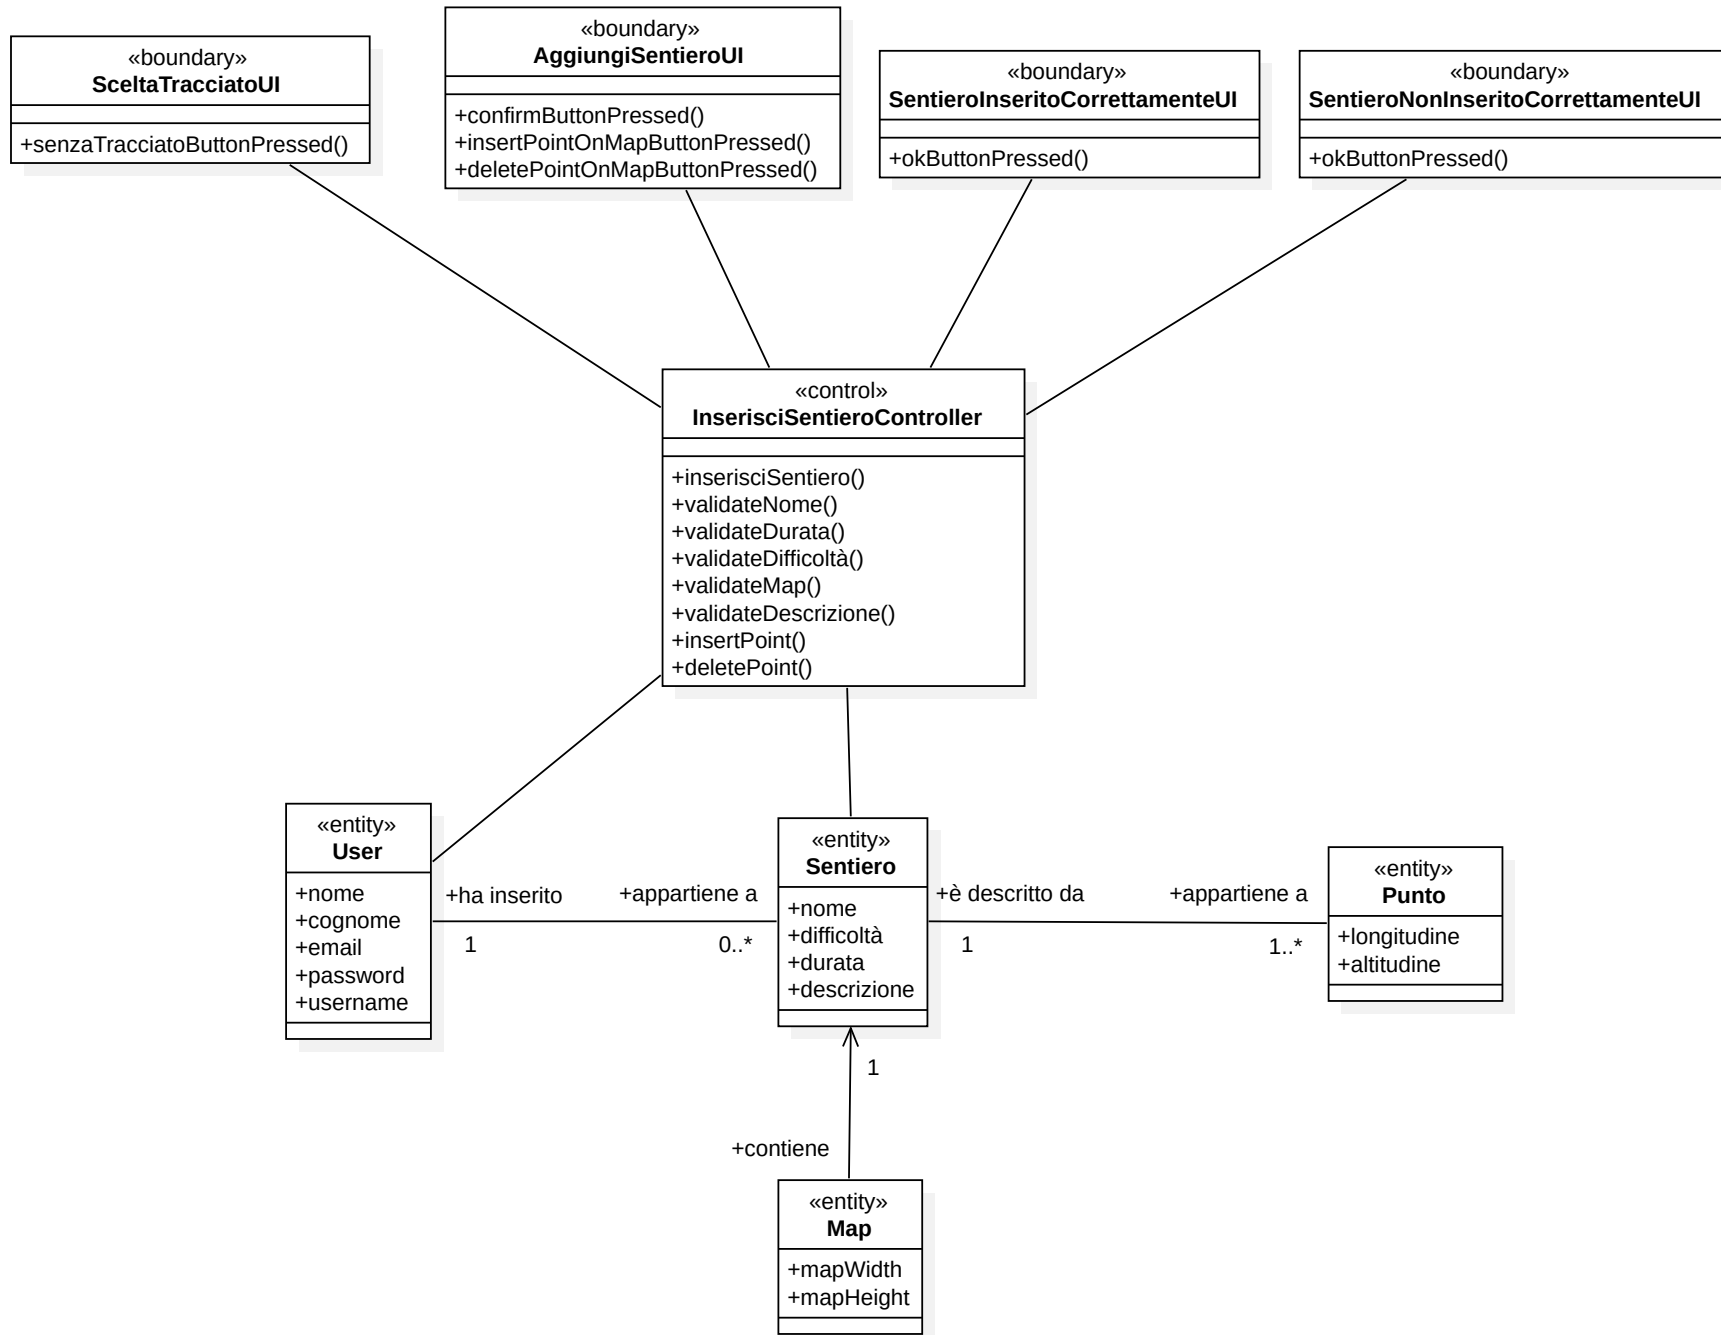 «boundary»
SceltaTracciatoUI
+senzaTracciatoButtonPressed()
«boundary»
AggiungiSentieroUI
+confirmButtonPressed()
+insertPointOnMapButtonPressed()
+deletePointOnMapButtonPressed()
«boundary»
SentieroInseritoCorrettamenteUI
+okButtonPressed()
«boundary»
SentieroNonInseritoCorrettamenteUI
+okButtonPressed()
«control»
InserisciSentieroController
+inserisciSentiero()
+validateNome()
+validateDurata()
+validateDifficoltà()
+validateMap()
+validateDescrizione()
+insertPoint()
+deletePoint()
«entity»
User
+nome
+cognome
+email
+password
+username
+ha inserito
1
+appartiene a
0..*
«entity»
Sentiero
+nome
+difficoltà
+durata
+descrizione
+è descritto da
1
+appartiene a
1..*
«entity»
Punto
+longitudine
+altitudine
1
+contiene
«entity»
Map
+mapWidth
+mapHeight